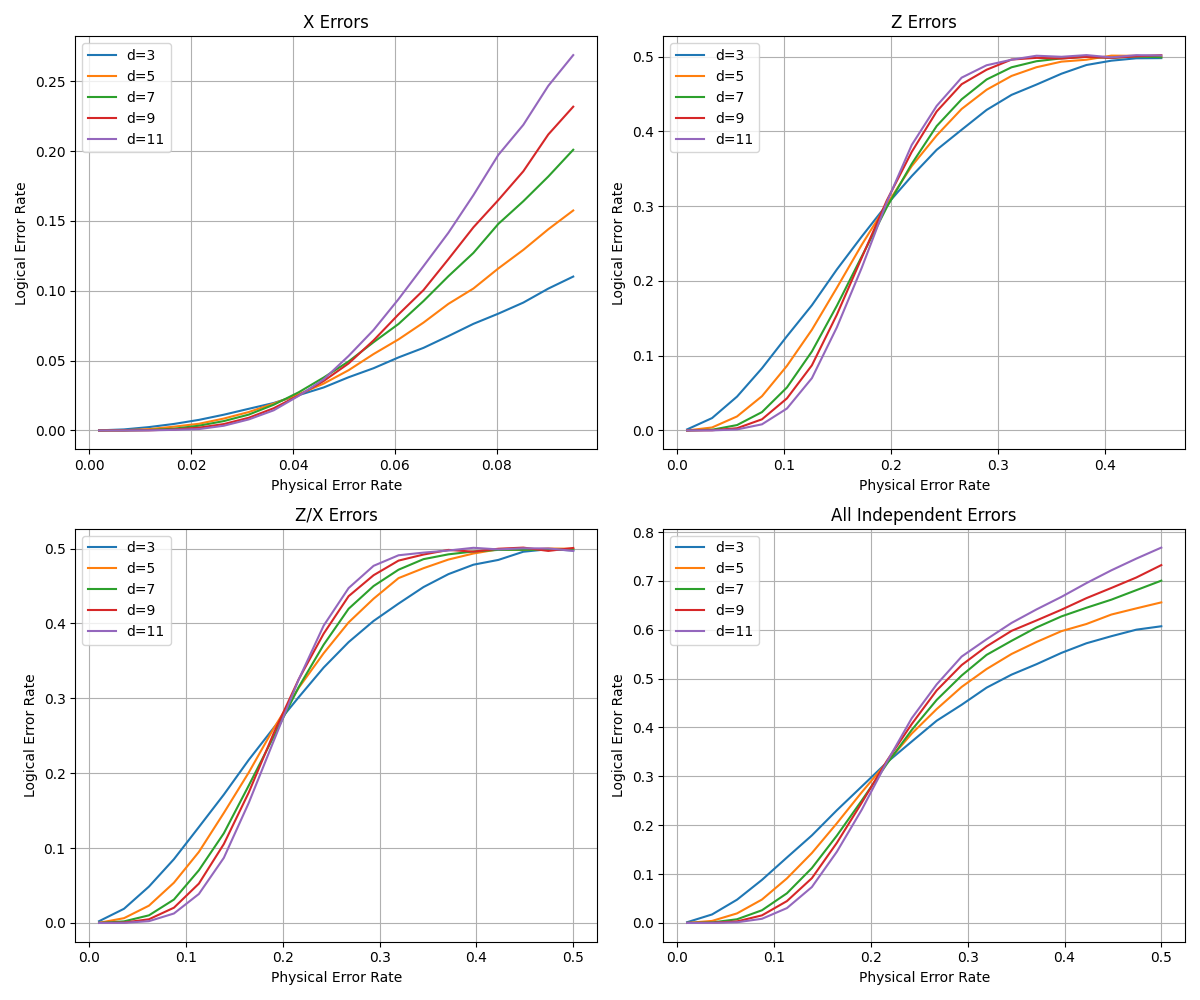 X Errors
Logical Error Rate
0.25
0.20
0.15
0.10
0.05
0.00
d=3
d=5
d=7
d=9
d=11
0.00 0.02 0.04 0.06 0.08
Physical Error Rate
Z Errors
Logical Error Rate
0.5
0.4
0.3
0.2
0.1
0.0
d=3
d=5
d=7
d=9
d=11
0.0 0.1 0.2 0.3 0.4
Physical Error Rate
Z/X Errors
Logical Error Rate
0.5
0.4
0.3
0.2
0.1
0.0
d=3
d=5
d=7
d=9
d=11
0.0 0.1 0.2 0.3 0.4 0.5
Physical Error Rate
All Independent Errors
Logical Error Rate
0.8
0.7
0.6
0.5
0.4
0.3
0.2
0.1
0.0
d=3
d=5
d=7
d=9
d=11
0.0 0.1 0.2 0.3 0.4 0.5
Physical Error Rate